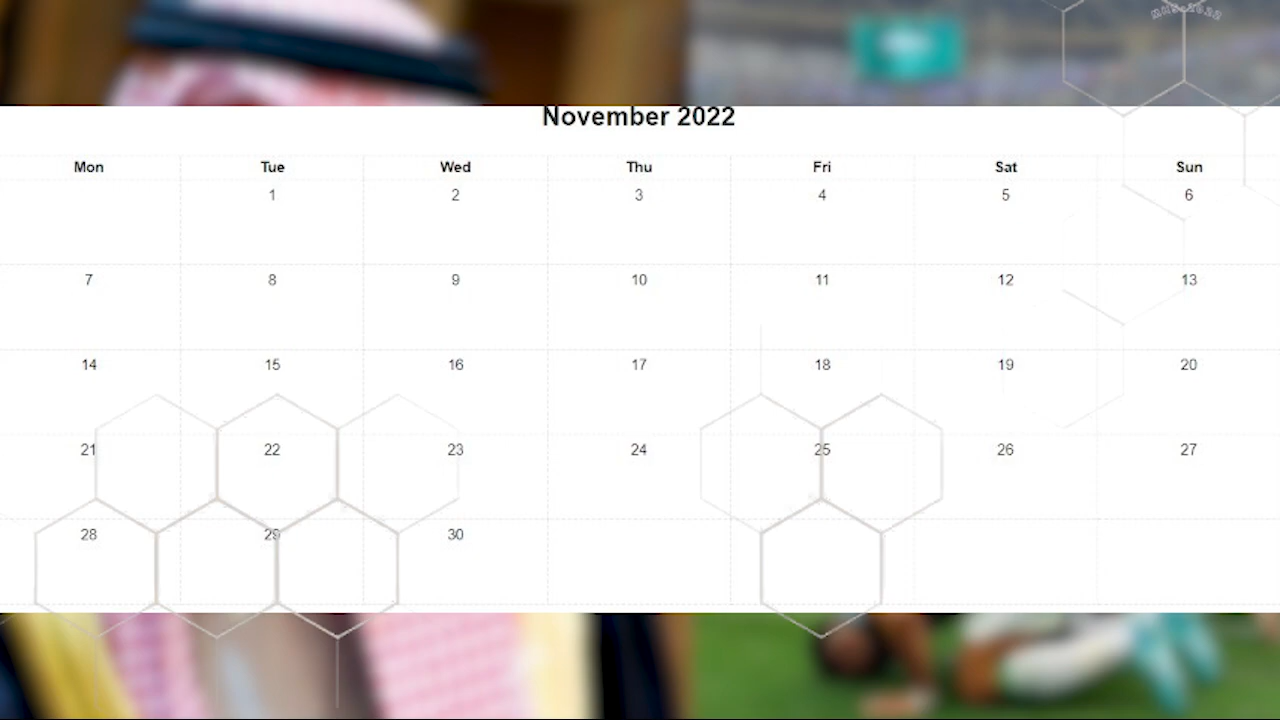 November 2022
Mon Tue Wed Thu Fri Sat Sun
1 2 3 4 5 6
7 8 9 10 11 12 13
14 15 16 17 18 19 20
21 22 23 24 25 26 27
28 29 30